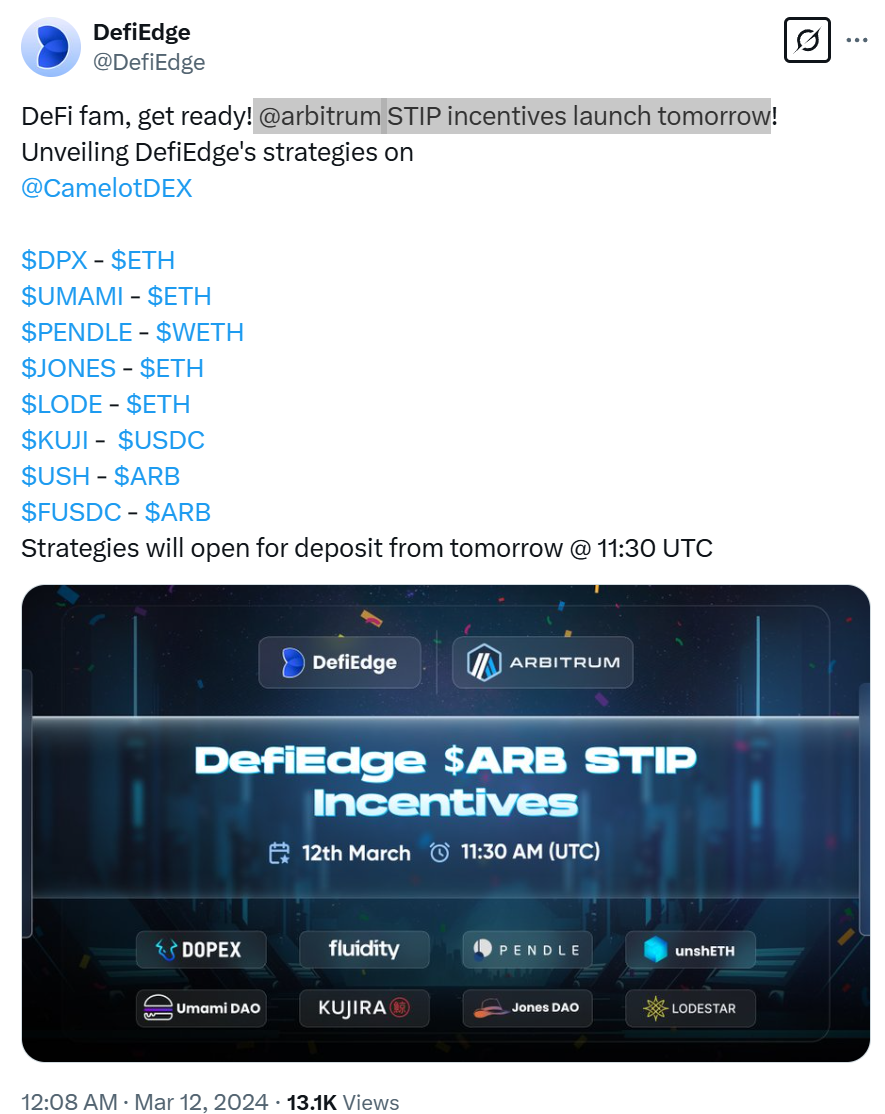 DefiEdge
@DefiEdge
DeFi fam, get ready! @arbitrum STIP incentives launch tomorrow!
Unveiling DefiEdge's strategies on
@CamelotDEX
$DPX - $ETH
$UMAMI - $ETH
$PENDLE - $WETH
$JONES - $ETH
$LODE - $ETH
$KUJI -  $USDC
$USH - $ARB
$FUSDC - $ARB
Strategies will open for deposit from tomorrow @ 11:30 UTC
DefiEdge ARBITRUM
DefiEdge $ARB STIP
Incentives
12th March 11:30 AM (UTC)
DOPEX fluidity PENDLE unshETH
Umami DAO KUJIRA Jones DAO LODESTAR
12:08 AM · Mar 12, 2024 · 13.1K Views